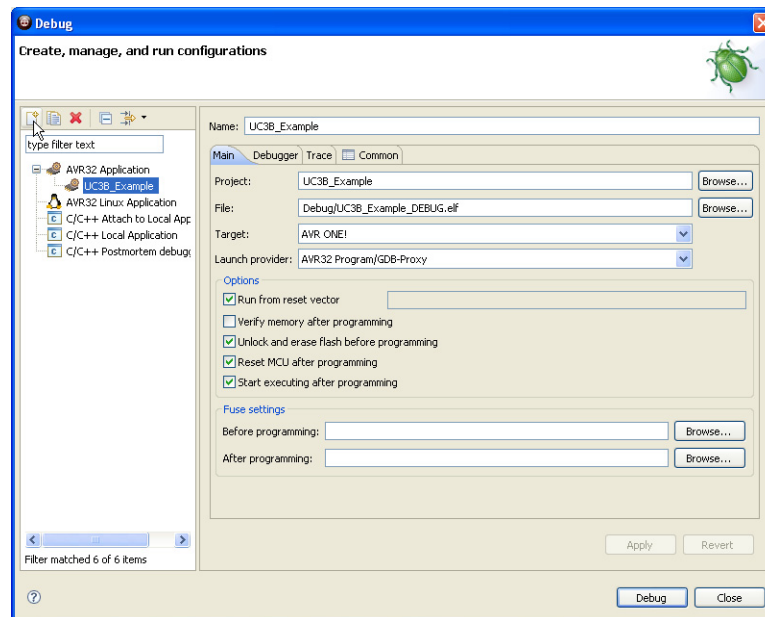 Debug
Create, manage, and run configurations
type filter text
AVR32 Application
UC3B_Example
AVR32 Linux Application
C/C++ Attach to Local App
C/C++ Local Application
C/C++ Postmortem debug
Filter matched 6 of 6 items
Name: UC3B_Example
Main Debugger Trace Common
Project: UC3B_Example Browse...
File: Debug/UC3B_Example_DEBUG.elf Browse...
Target: AVR ONE!
Launch provider: AVR32 Program/GDB-Proxy
Options
Run from reset vector
Verify memory after programming
Unlock and erase flash before programming
Reset MCU after programming
Start executing after programming
Fuse settings
Before programming: Browse...
After programming: Browse...
Apply Revert
Debug Close